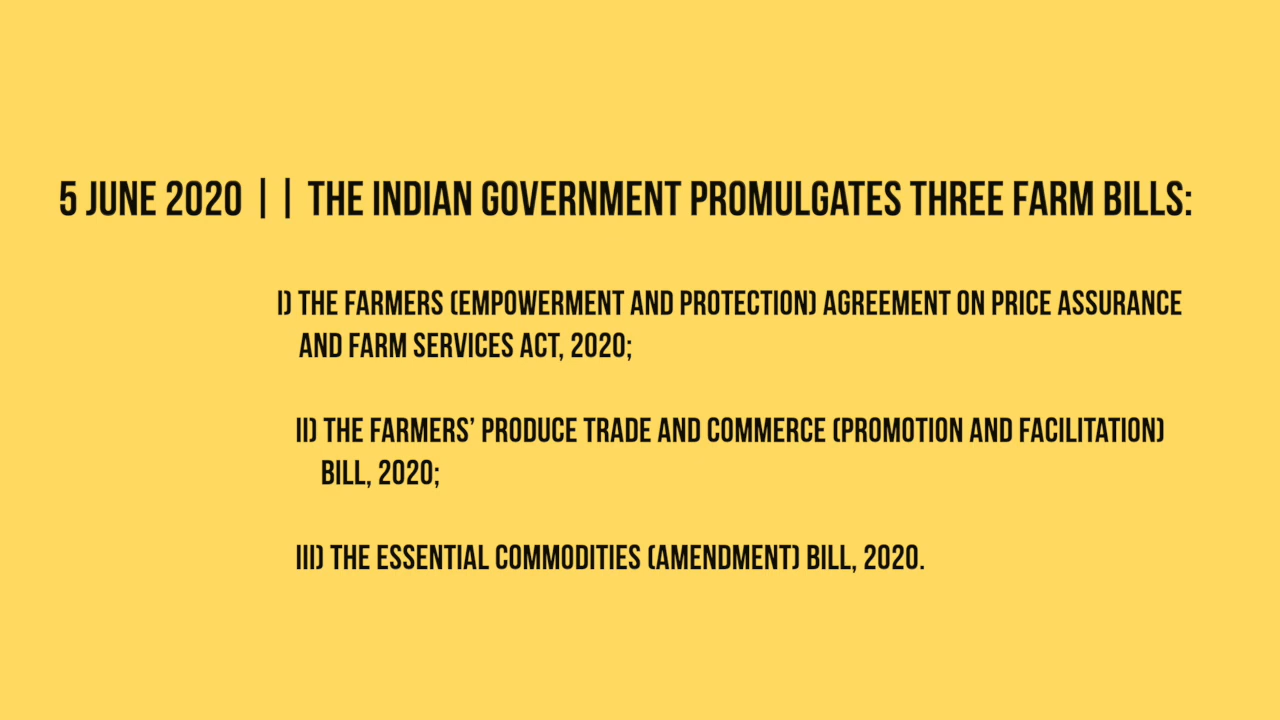 5 JUNE 2020 || THE INDIAN GOVERNMENT PROMULGATES THREE FARM BILLS:
I) THE FARMERS (EMPOWERMENT AND PROTECTION) AGREEMENT ON PRICE ASSURANCE
AND FARM SERVICES ACT, 2020;
II) THE FARMERS’ PRODUCE TRADE AND COMMERCE (PROMOTION AND FACILITATION)
BILL, 2020;
III) THE ESSENTIAL COMMODITIES (AMENDMENT) BILL, 2020.